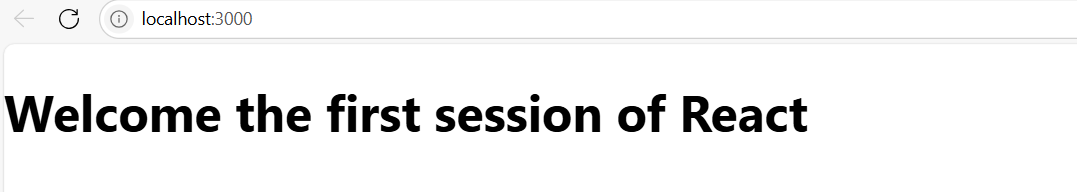 localhost:3000
Welcome the first session of React